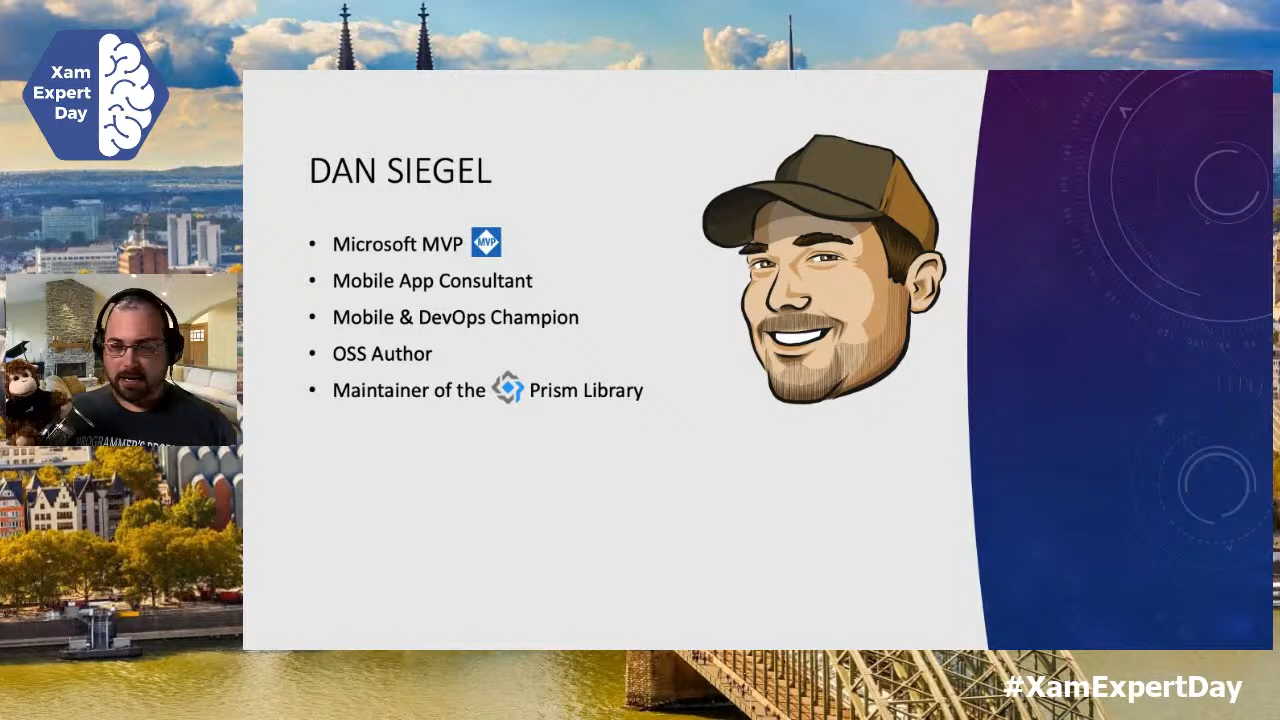 Xam
Expert
Day
DAN SIEGEL
• Microsoft MVP MVP
• Mobile App Consultant
• Mobile & DevOps Champion
• OSS Author
• Maintainer of the Prism Library
PROGRAMMER'S
#XamExpertDay